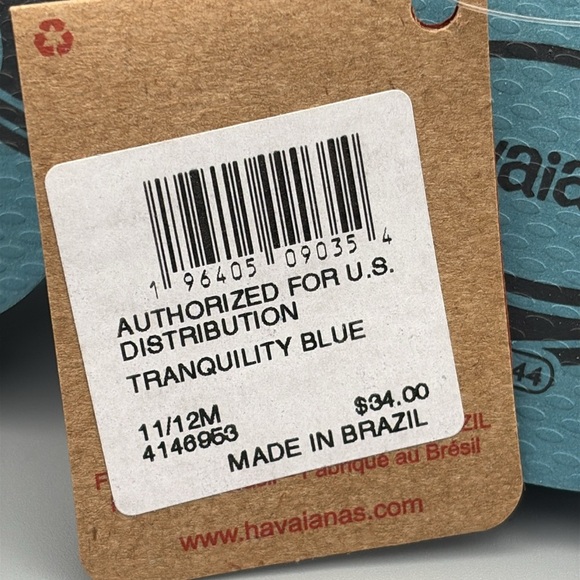 1 96405 09035 4
AUTHORIZED FOR U.S.
DISTRIBUTION
TRANQUILITY BLUE
11/12M $34.00
4146953
MADE IN BRAZIL
Fabriqué au Brésil
www.havaianas.com
44